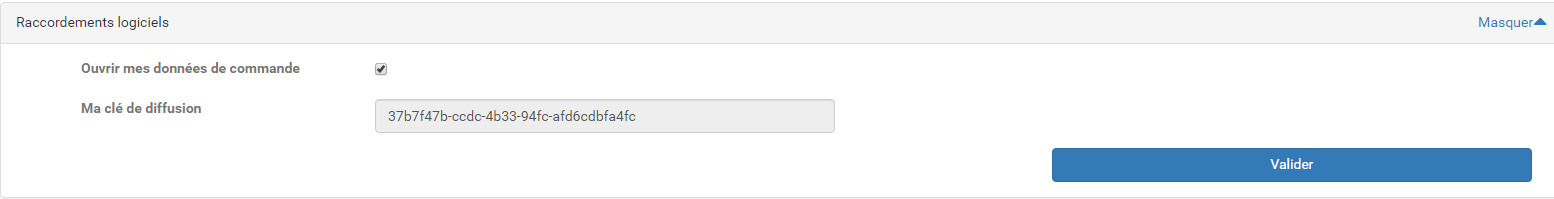 Raccordements logiciels Masquer
Ouvrir mes données de commande
Ma clé de diffusion 37b7f47b-ccdc-4b33-94fc-afd6cdbfa4fc
Valider